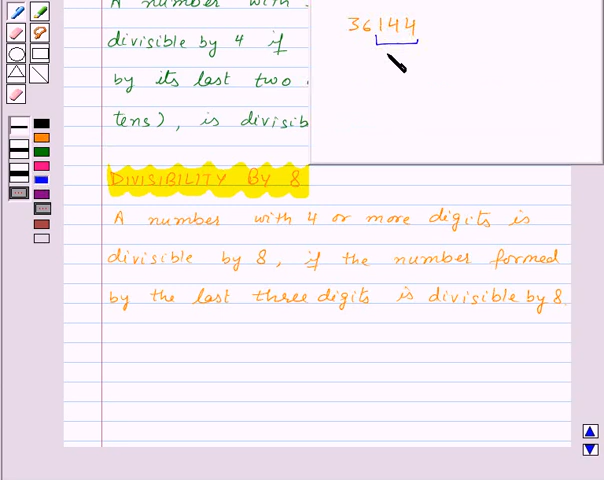 A number with
36144
divisible by 4 if
by its last two
tens), is divisib
DIVISIBILITY BY 8
A number with 4 or more digits is
divisible by 8, if the number formed
by the last three digits is divisible by 8.